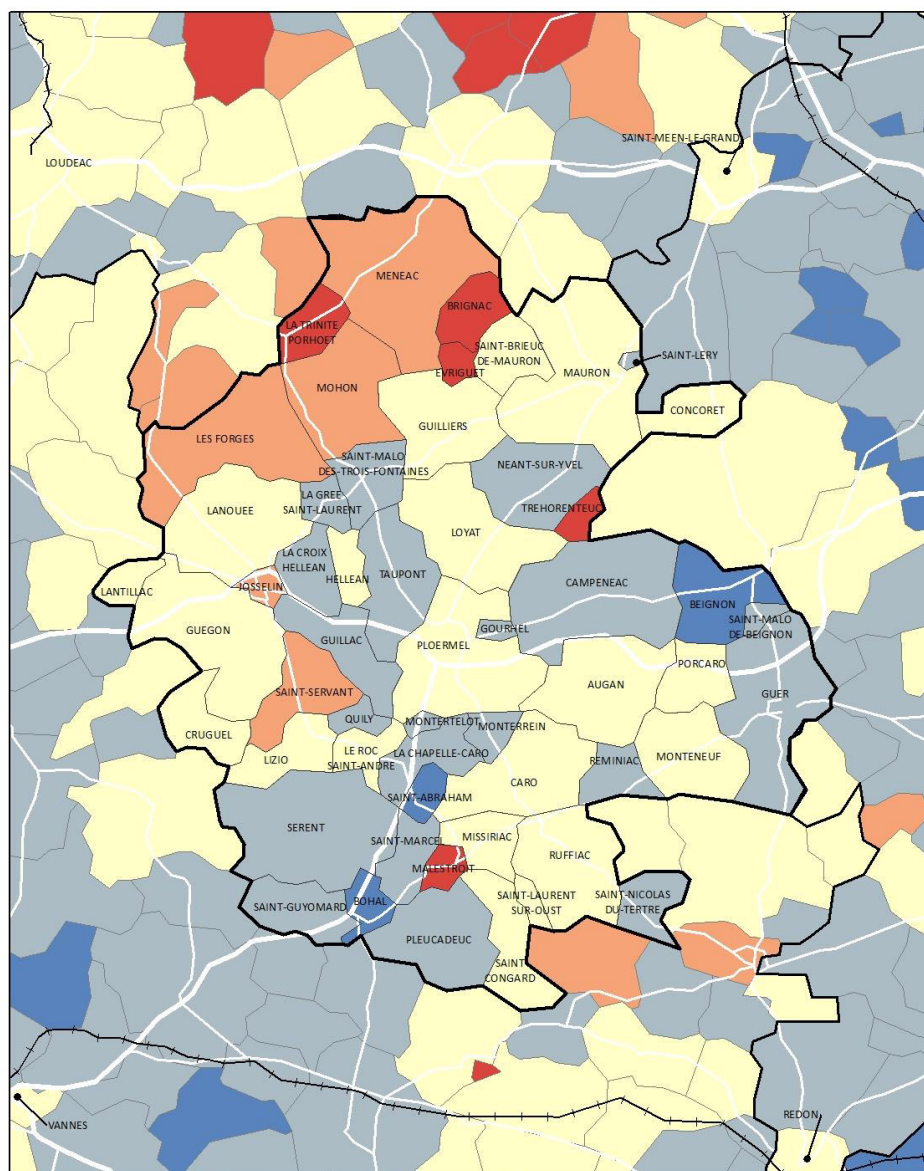 SAINT-MEEN-LE-GRAND
LOUDEAC
MENEAC
BRIGNAC
LA TRINITE
PORHOET
SAINT-BRIEUC
DE-MAURON
SAINT-LERY
EVRIGUET
MAURON
MOHON
CONCORET
GUILLIERS
LES FORGES
SAINT-MALO
DES-TROIS-FONTAINES
NEANT-SUR-YVEL
LA GREE
SAINT-LAURENT
LANOUEE
TREHORENTEUC
LOYAT
LA CROIX
HELLEAN
HELLEAN
TAUPONT
CAMPENEAC
JOSSELIN
LANTILLAC
BEIGNON
SAINT-MALO
DE-BEIGNON
GUEGON
GUILLAC
GOURHEL
PLOERMEL
PORCARO
AUGAN
GUER
SAINT-SERVANT
QUILY
MONTERTELOT
MONTERREIN
CRUGUEL
LIZIO
LE ROC
SAINT-ANDRE
LA CHAPELLE-CARO
REMINIAC
MONTENEUF
CARO
SAINT-ABRAHAM
SERENT
SAINT-MARCEL
MISSIRIAC
RUFFIAC
MALESTROIT
SAINT-GUYOMARD
BOHAL
SAINT-LAURENT
SUR-OUST
SAINT-NICOLAS
DU-TERTRE
PLEUCADEUC
SAINT
CONGARD
VANNES
REDON